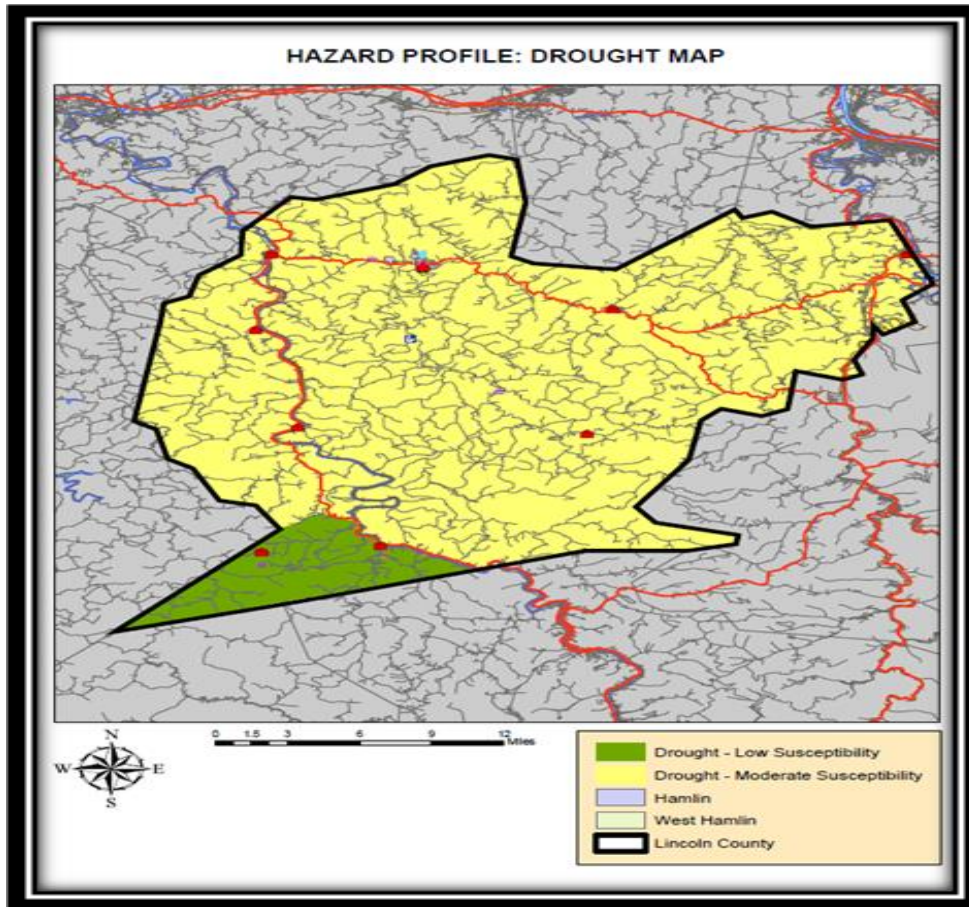 HAZARD PROFILE: DROUGHT MAP
N
W E
S
0 1.5 3 6 9 12
Miles
Drought - Low Susceptibility
Drought - Moderate Susceptibility
Hamlin
West Hamlin
Lincoln County